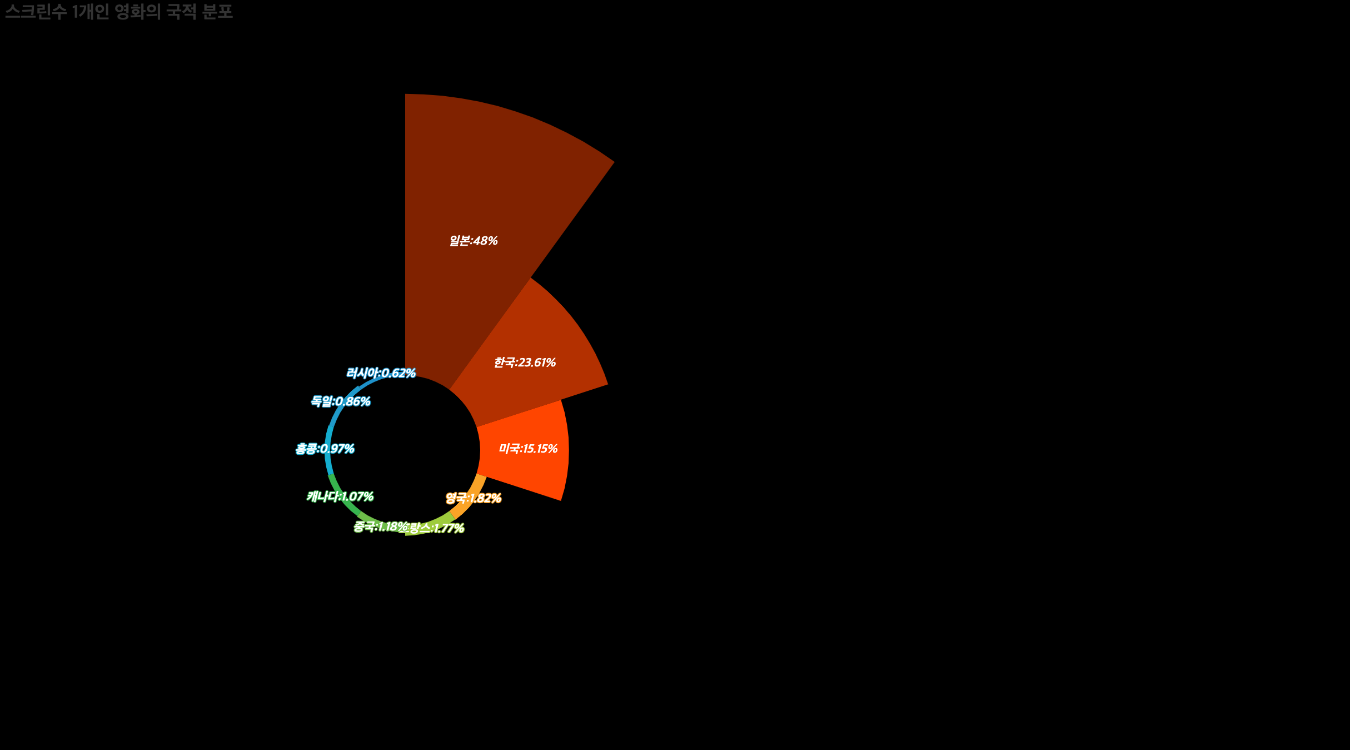 스크린수 1개인 영화의 국적 분포
일본:48%
한국:23.61%
미국:15.15%
영국:1.82%
랑스:1.77%
중국:1.18%
캐나다:1.07%
홍콩:0.97%
독일:0.86%
러시아:0.62%